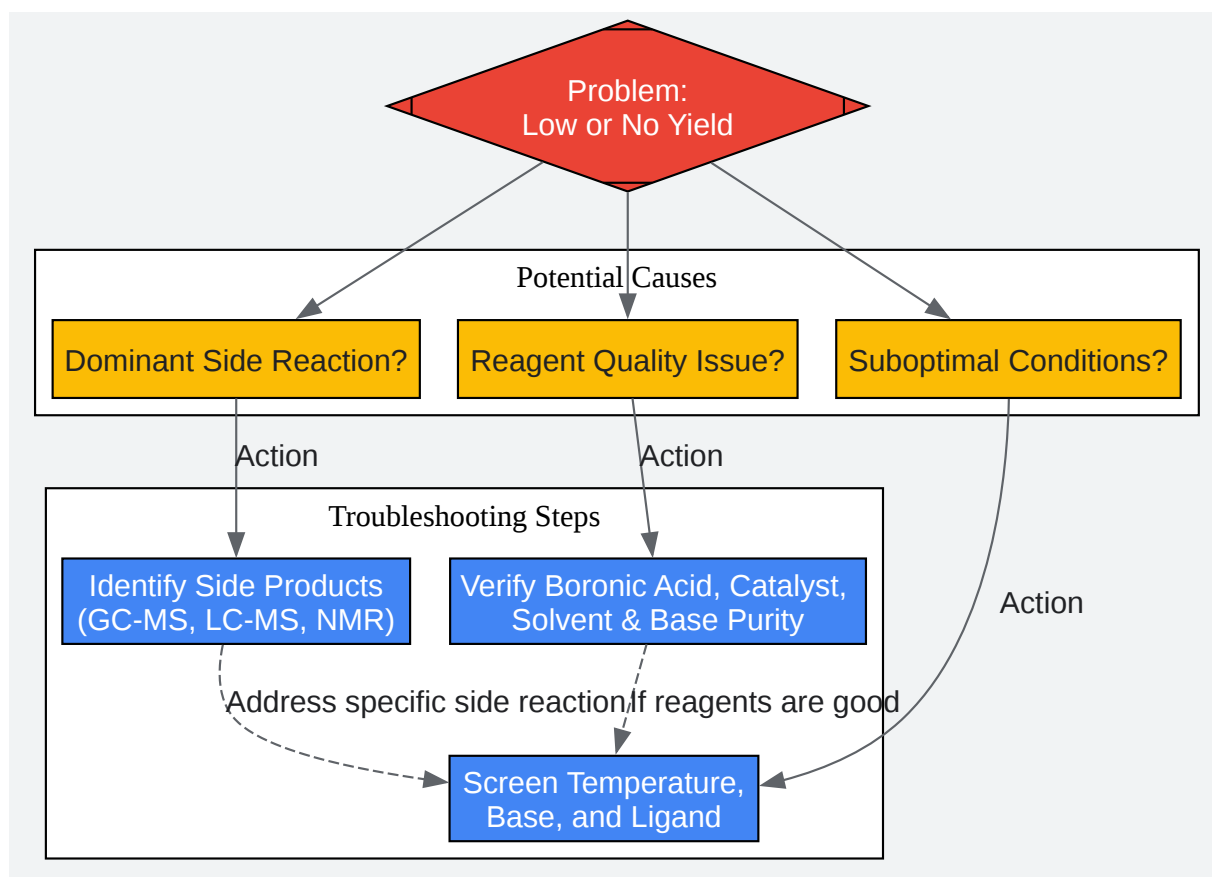 Problem:
Low or No Yield
Potential Causes
Dominant Side Reaction?
Reagent Quality Issue?
Suboptimal Conditions?
Action
Action
Troubleshooting Steps
Identify Side Products
(GC-MS, LC-MS, NMR)
Verify Boronic Acid, Catalyst,
Solvent & Base Purity
Action
Address specific side reaction
If reagents are good
Screen Temperature,
Base, and Ligand